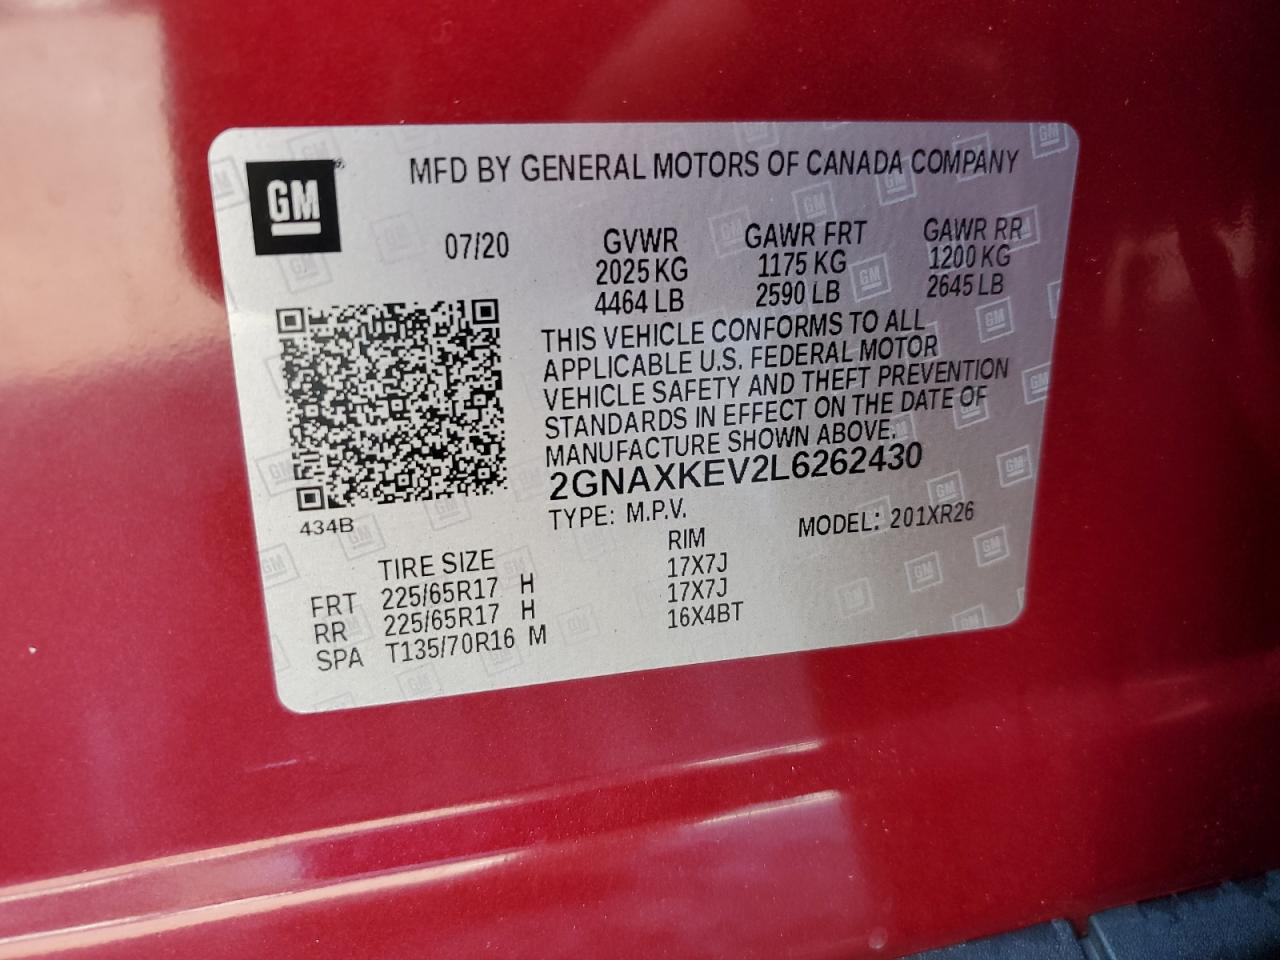 GM®
MFD BY GENERAL MOTORS OF CANADA COMPANY
07/20
GVWR GAWR FRT GAWR RR
2025 KG 1175 KG 1200 KG
4464 LB 2590 LB 2645 LB
THIS VEHICLE CONFORMS TO ALL
APPLICABLE U.S. FEDERAL MOTOR
VEHICLE SAFETY AND THEFT PREVENTION
STANDARDS IN EFFECT ON THE DATE OF
MANUFACTURE SHOWN ABOVE.
2GNAXKEV2L6262430
434B
TYPE: M.P.V. MODEL: 201XR26
TIRE SIZE RIM
FRT 225/65R17 H 17X7J
RR 225/65R17 H 17X7J
SPA T135/70R16 M 16X4BT